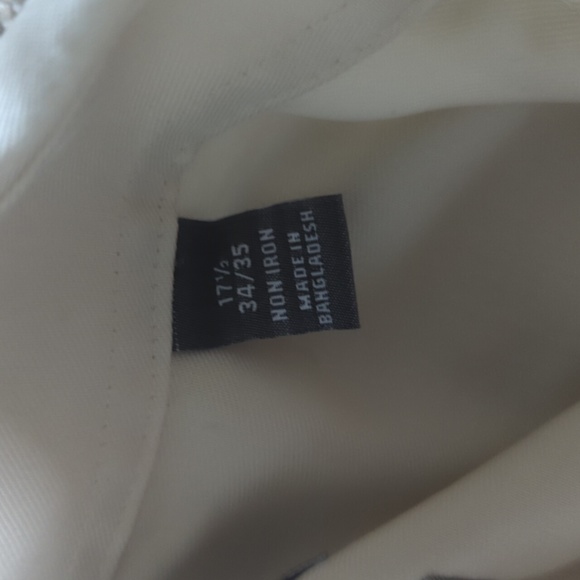 17½
34/35
NON IRON
MADE IN
BANGLADESH